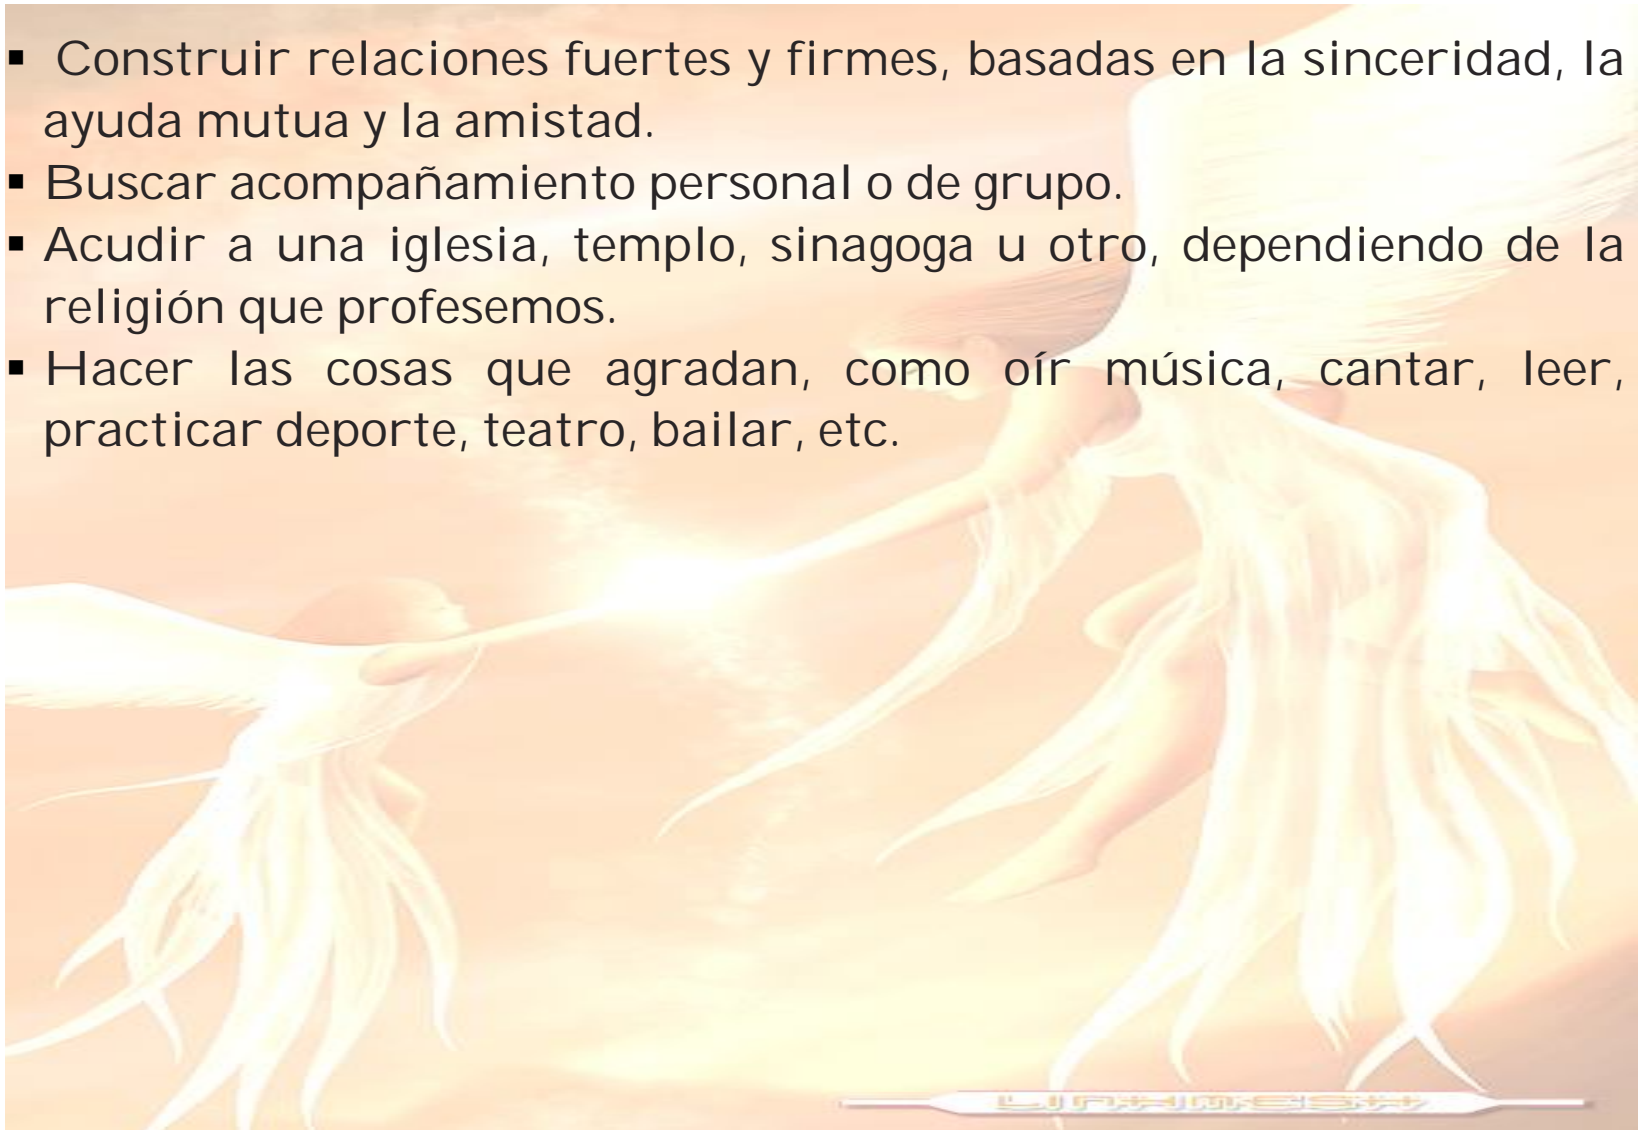 ▪ Construir relaciones fuertes y firmes, basadas en la sinceridad, la
ayuda mutua y la amistad.
▪ Buscar acompañamiento personal o de grupo.
▪ Acudir a una iglesia, templo, sinagoga u otro, dependiendo de la
religión que profesemos.
▪ Hacer las cosas que agradan, como oír música, cantar, leer,
practicar deporte, teatro, bailar, etc.